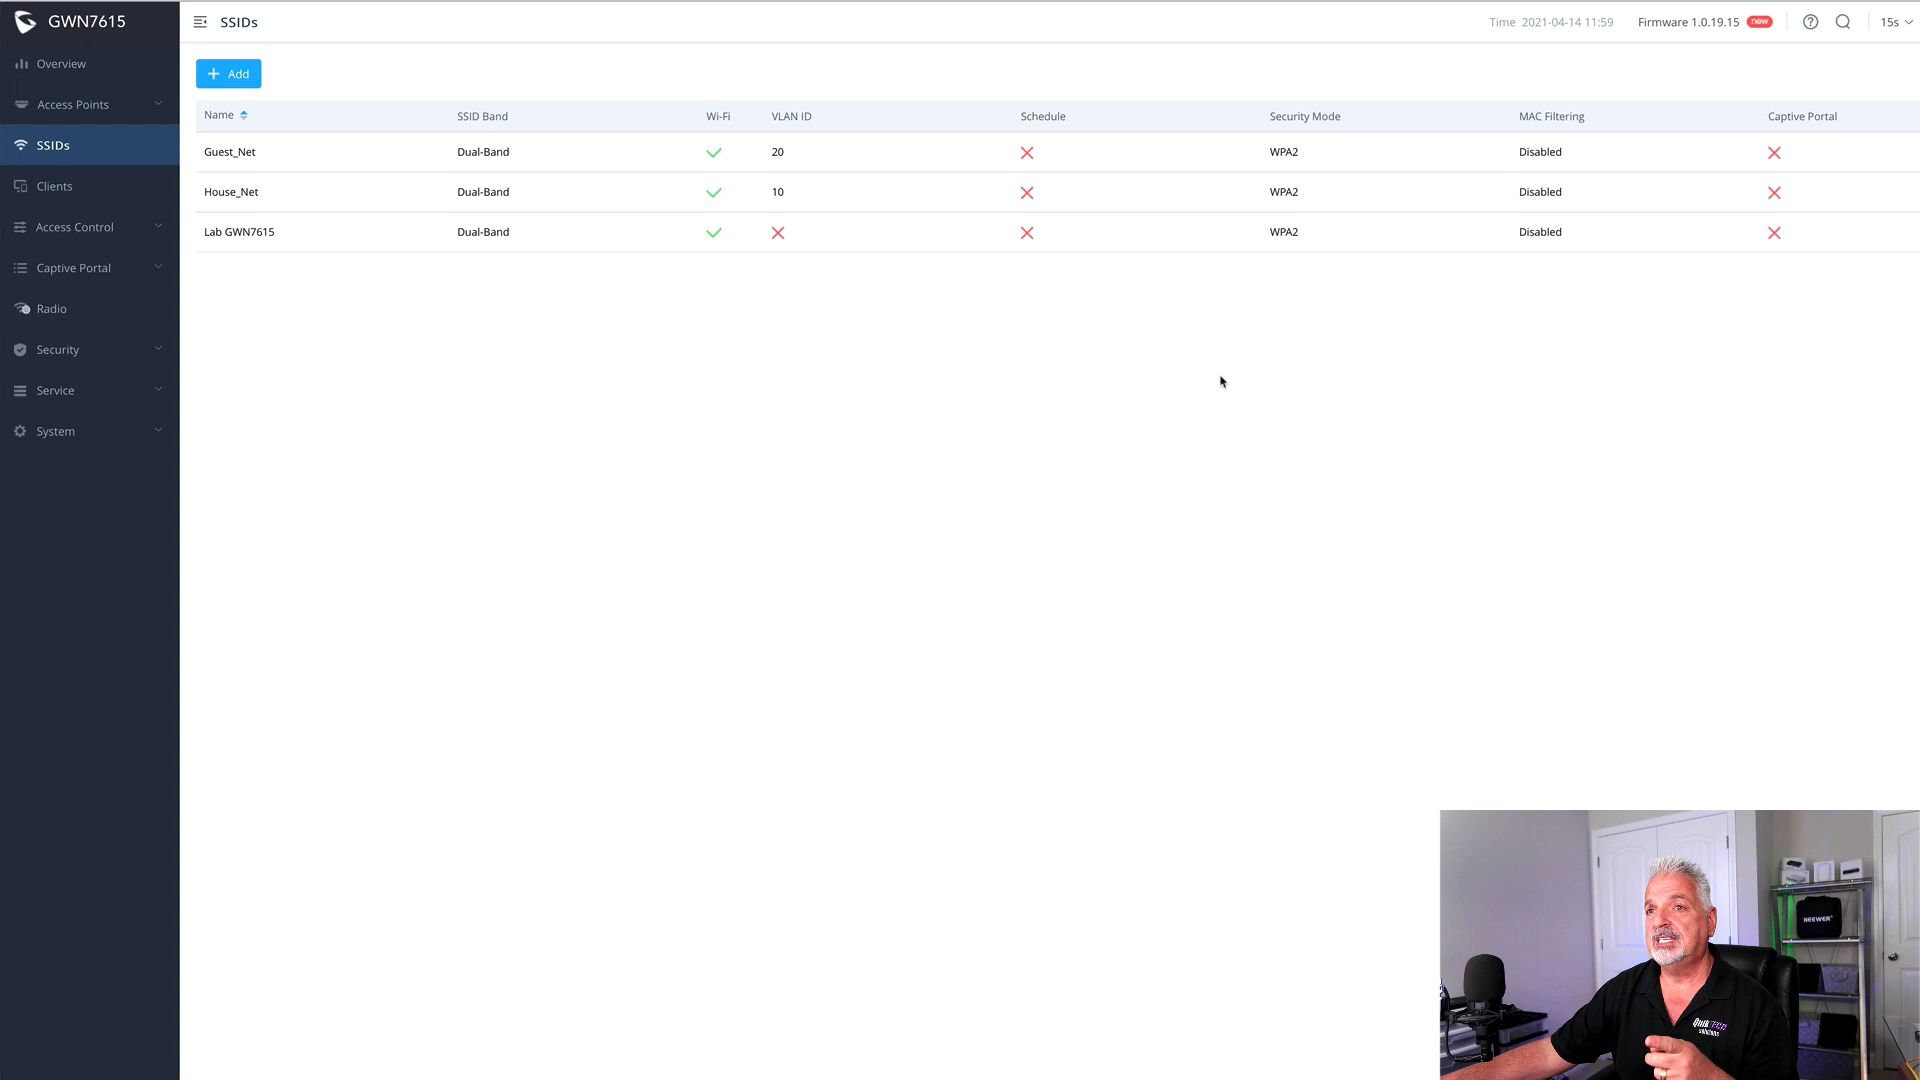 GWN7615
SSIDs
Time 2021-04-14 11:59
Firmware 1.0.19.15 new
15s
Overview
Access Points
SSIDs
Clients
Access Control
Captive Portal
Radio
Security
Service
System
+ Add
Name SSID Band Wi-Fi VLAN ID Schedule Security Mode MAC Filtering Captive Portal
Guest_Net Dual-Band 20 WPA2 Disabled
House_Net Dual-Band 10 WPA2 Disabled
Lab GWN7615 Dual-Band WPA2 Disabled
NEEWER
QuikTech
solutions